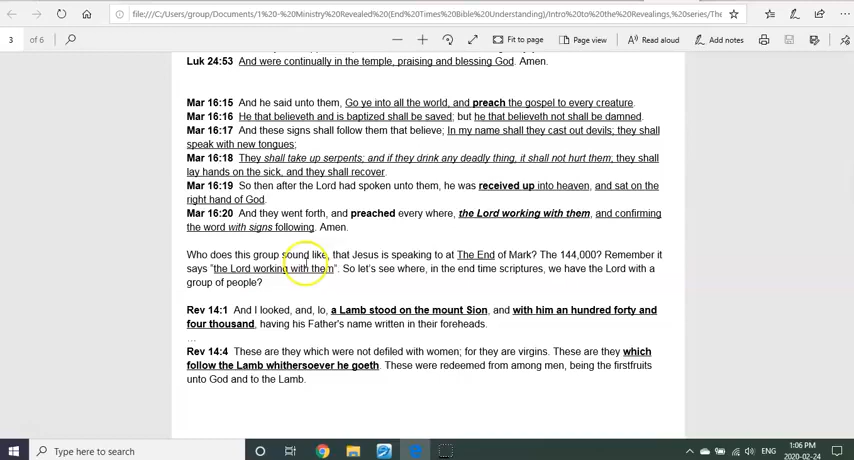 file:///C:/Users/group/Documents/1%20-%20Ministry%20Revealed%20(End%20Times%20Bible%20Understanding)/Intro%20to%20the%20Revealings,%20series/The
3 of 6
Fit to page
Page view
Read aloud
Add notes
Luk 24:53 And were continually in the temple, praising and blessing God. Amen.
Mar 16:15 And he said unto them, Go ye into all the world, and preach the gospel to every creature.
Mar 16:16 He that believeth and is baptized shall be saved; but he that believeth not shall be damned.
Mar 16:17 And these signs shall follow them that believe; In my name shall they cast out devils; they shall
speak with new tongues;
Mar 16:18 They shall take up serpents; and if they drink any deadly thing, it shall not hurt them; they shall
lay hands on the sick, and they shall recover.
Mar 16:19 So then after the Lord had spoken unto them, he was received up into heaven, and sat on the
right hand of God.
Mar 16:20 And they went forth, and preached every where, the Lord working with them, and confirming
the word with signs following. Amen.
Who does this group sound like, that Jesus is speaking to at The End of Mark? The 144,000? Remember it
says "the Lord working with them". So let's see where, in the end time scriptures, we have the Lord with a
group of people?
Rev 14:1 And I looked, and, lo, a Lamb stood on the mount Sion, and with him an hundred forty and
four thousand, having his Father's name written in their foreheads.
...
Rev 14:4 These are they which were not defiled with women; for they are virgins. These are they which
follow the Lamb whithersoever he goeth. These were redeemed from among men, being the firstfruits
unto God and to the Lamb.
Type here to search
ENG
1:06 PM
2020-02-24